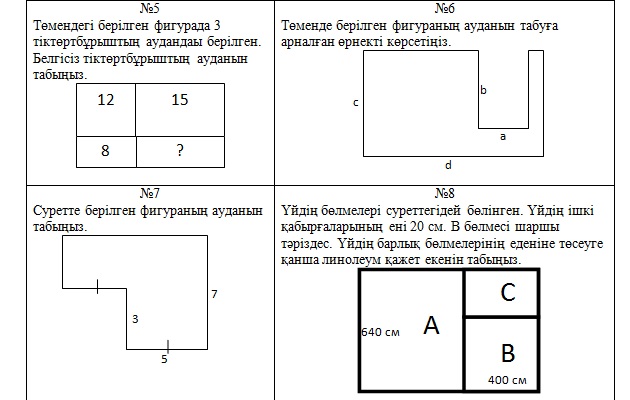 №5
Төмендегі берілген фигурада 3
тіктөртбұрыштың аудандаы берілген.
Белгісіз тіктөртбұрыштың ауданын
табыңыз.
12 15
8 ?
№6
Төменде берілген фигураның ауданын табуға
арналған өрнекті көрсетіңіз.
b
c
a
d
№7
Суретте берілген фигураның ауданын
табыңыз.
7
3
5
№8
Үйдің бөлмелері суреттегідей бөлінген. Үйдің ішкі
қабырғаларының ені 20 см. В бөлмесі шаршы
тәріздес. Үйдің барлық бөлмелерінің еденіне төсеуге
қанша линолеум қажет екенін табыңыз.
C
640 см A
B
400 см